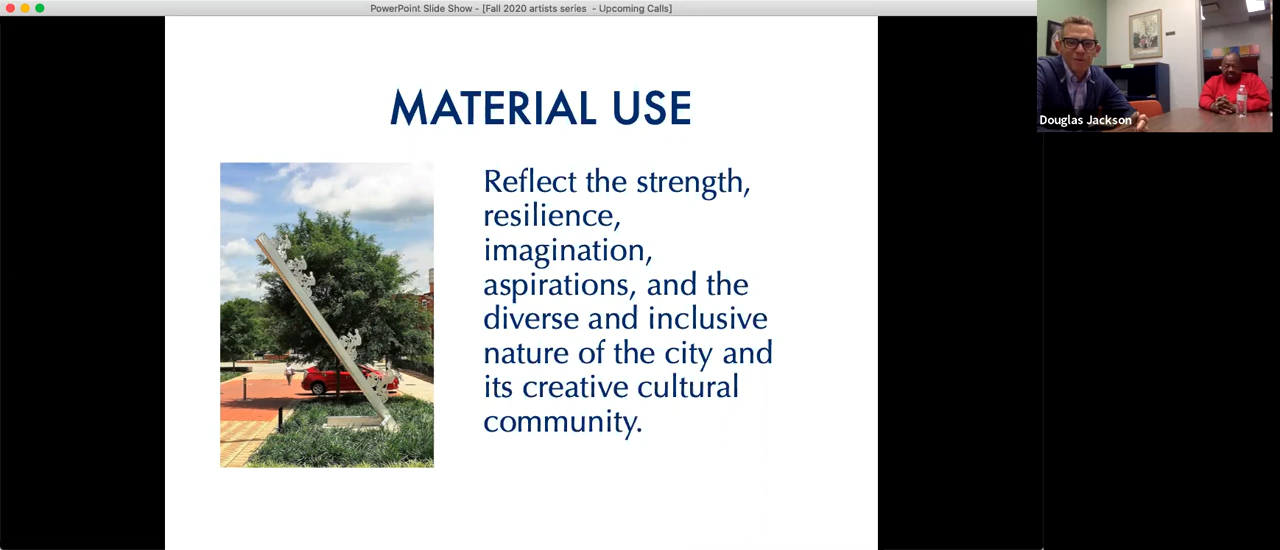 PowerPoint Slide Show - [Fall 2020 artists series - Upcoming Calls]
MATERIAL USE
Reflect the strength,
resilience,
imagination,
aspirations, and the
diverse and inclusive
nature of the city and
its creative cultural
community.
Douglas Jackson